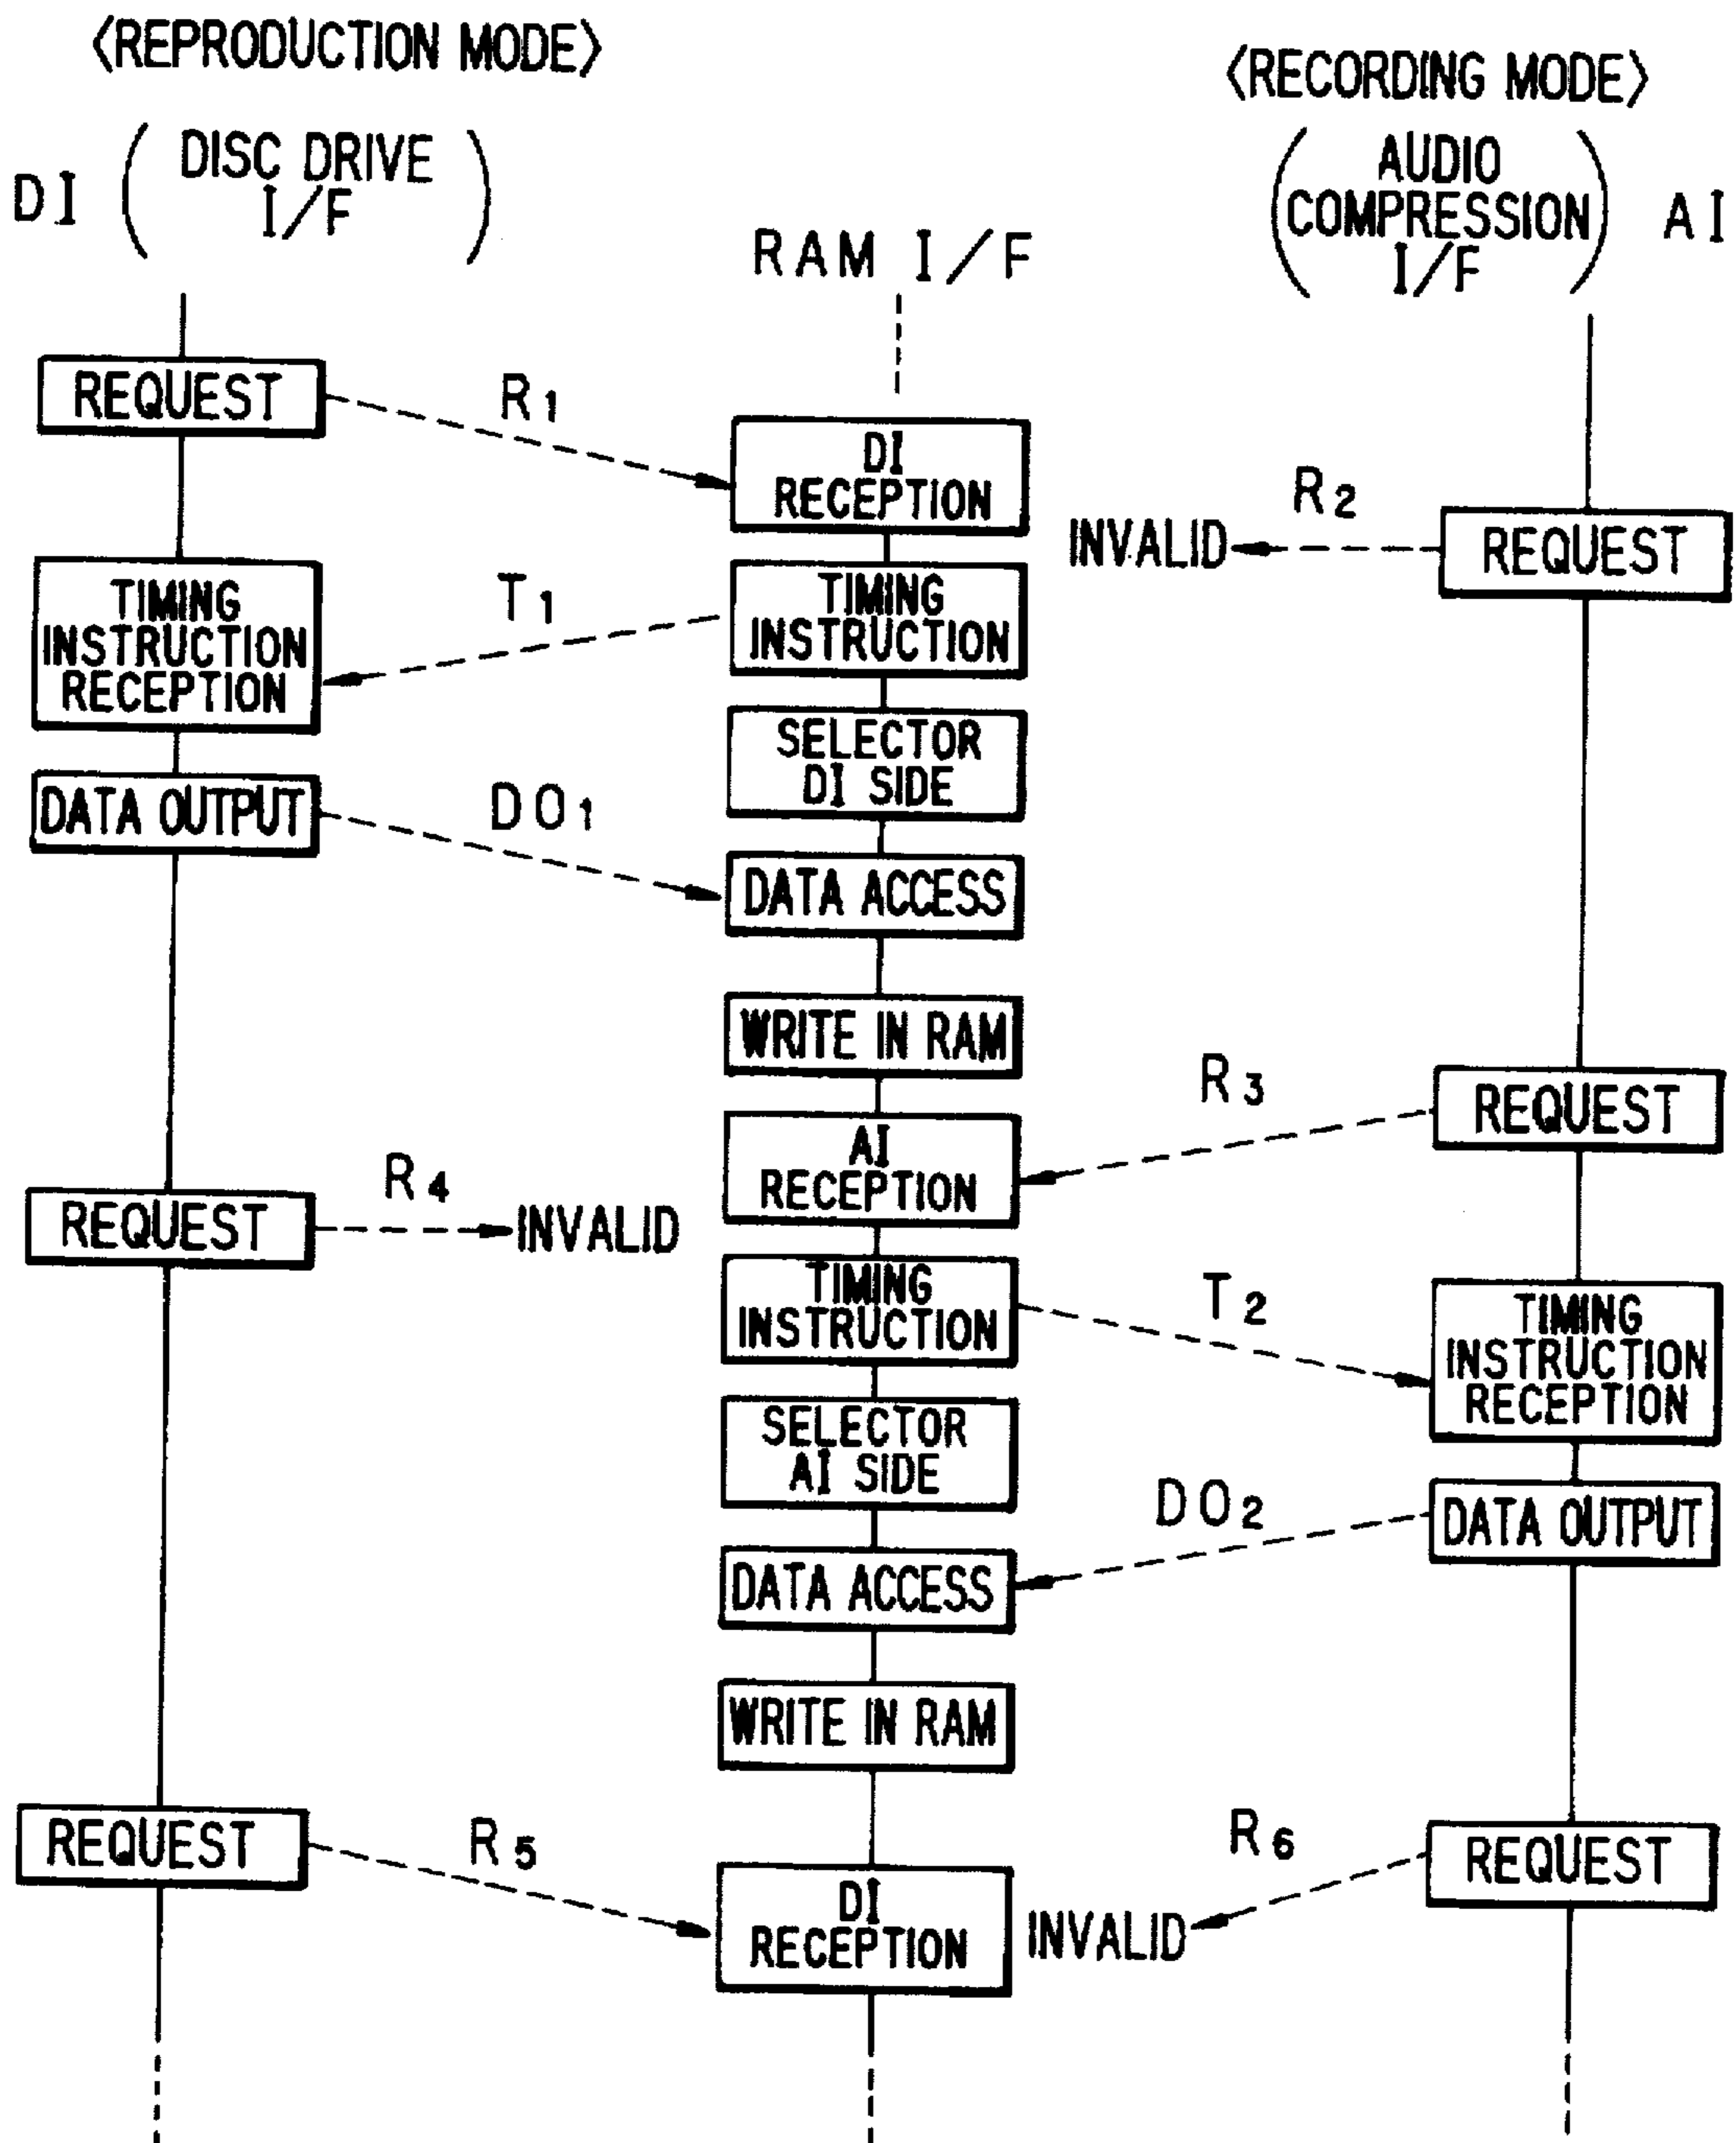 〈REPRODUCTION MODE〉
〈RECORDING MODE〉
DI ( DISC DRIVE
I/F )
RAM I/F
( AUDIO
COMPRESSION
I/F ) AI
REQUEST
R1
DI
RECEPTION
R2
INVALID
REQUEST
TIMING
INSTRUCTION
RECEPTION
T1
TIMING
INSTRUCTION
SELECTOR
DI SIDE
DATA OUTPUT
DO1
DATA ACCESS
WRITE IN RAM
R3
REQUEST
AI
RECEPTION
REQUEST
R4
INVALID
TIMING
INSTRUCTION
T2
TIMING
INSTRUCTION
RECEPTION
SELECTOR
AI SIDE
DO2
DATA OUTPUT
DATA ACCESS
WRITE IN RAM
REQUEST
R5
R6
REQUEST
DI
RECEPTION
INVALID